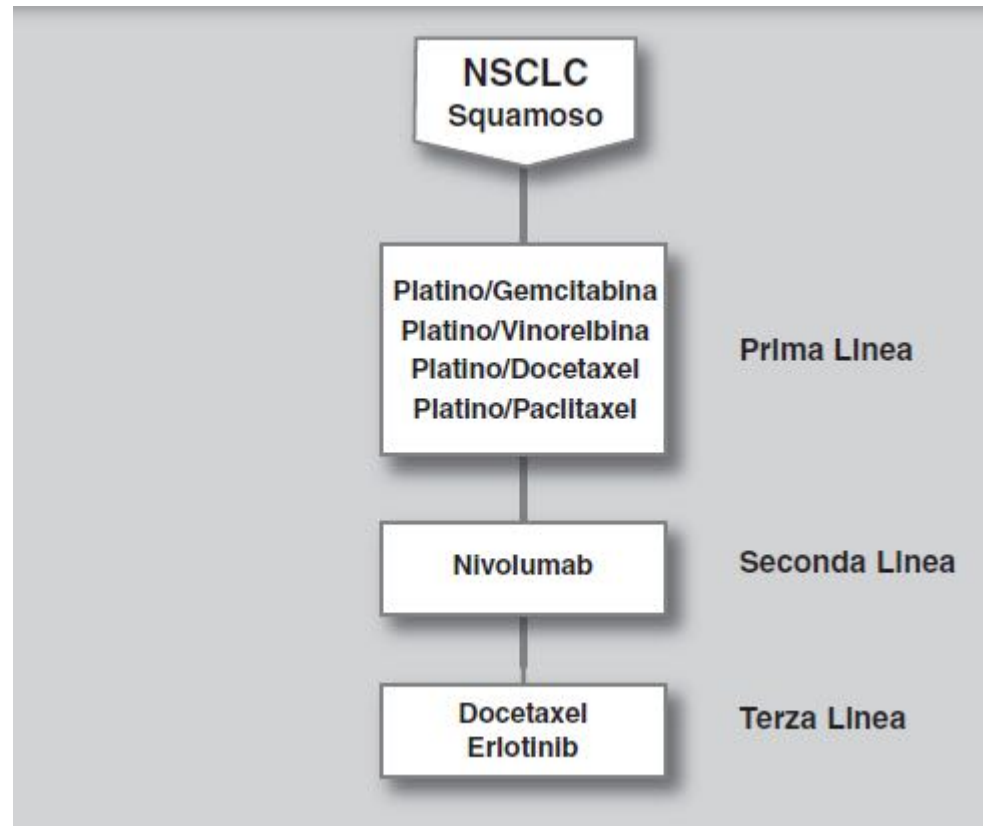 NSCLC
Squamoso
Platino/Gemcitabina
Platino/Vinorelbina
Platino/Docetaxel
Platino/Paclitaxel
Prima Linea
Nivolumab
Seconda Linea
Docetaxel
Erlotinib
Terza Linea